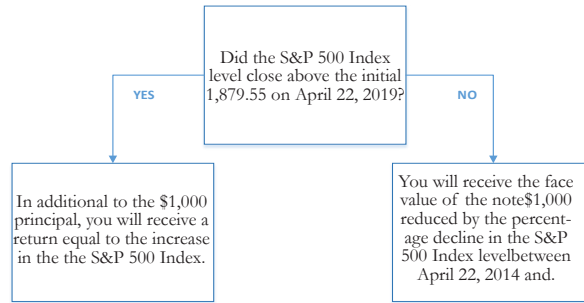 Did the S&P 500 Index
level close above the initial
1,879.55 on April 22, 2019?
YES
NO
In additional to the $1,000
principal, you will receive a
return equal to the increase
in the the S&P 500 Index.
You will receive the face
value of the note$1,000
reduced by the percent-
age decline in the S&P
500 Index levelbetween
April 22, 2014 and.